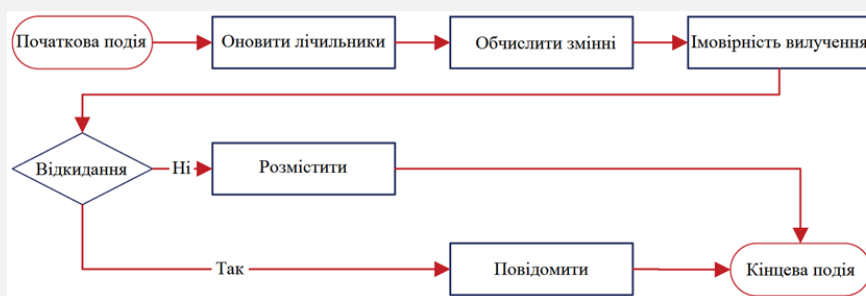 Початкова подія
Оновити лічильники
Обчислити змінні
Імовірність вилучення
Відкидання
Ні
Розмістити
Так
Повідомити
Кінцева подія